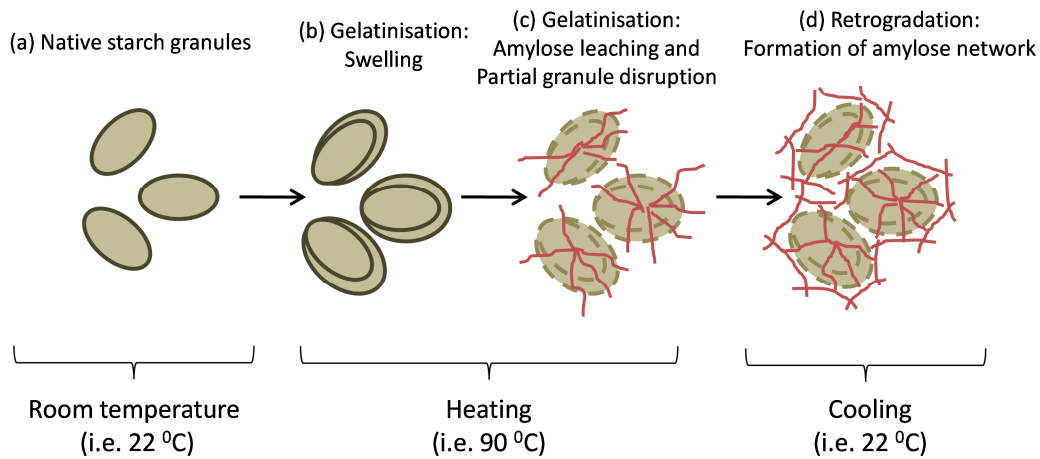 (a) Native starch granules
(b) Gelatinisation:
Swelling
(c) Gelatinisation:
Amylose leaching and
Partial granule disruption
(d) Retrogradation:
Formation of amylose network
Room temperature
(i.e. 22 ⁰C)
Heating
(i.e. 90 ⁰C)
Cooling
(i.e. 22 ⁰C)